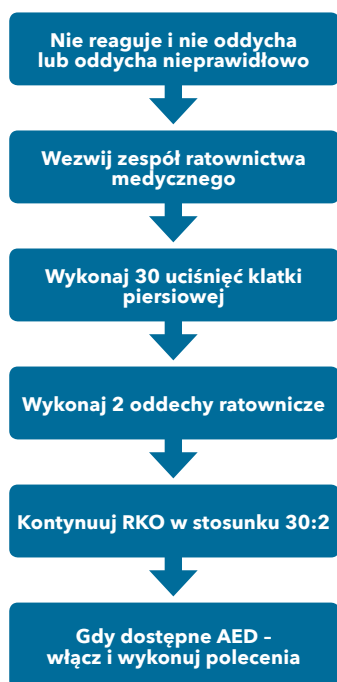 Nie reaguje i nie oddycha
lub oddycha nieprawidłowo
Wezwij zespół ratownictwa
medycznego
Wykonaj 30 uciśnięć klatki
piersiowej
Wykonaj 2 oddechy ratownicze
Kontynuuj RKO w stosunku 30:2
Gdy dostępne AED –
włącz i wykonuj polecenia